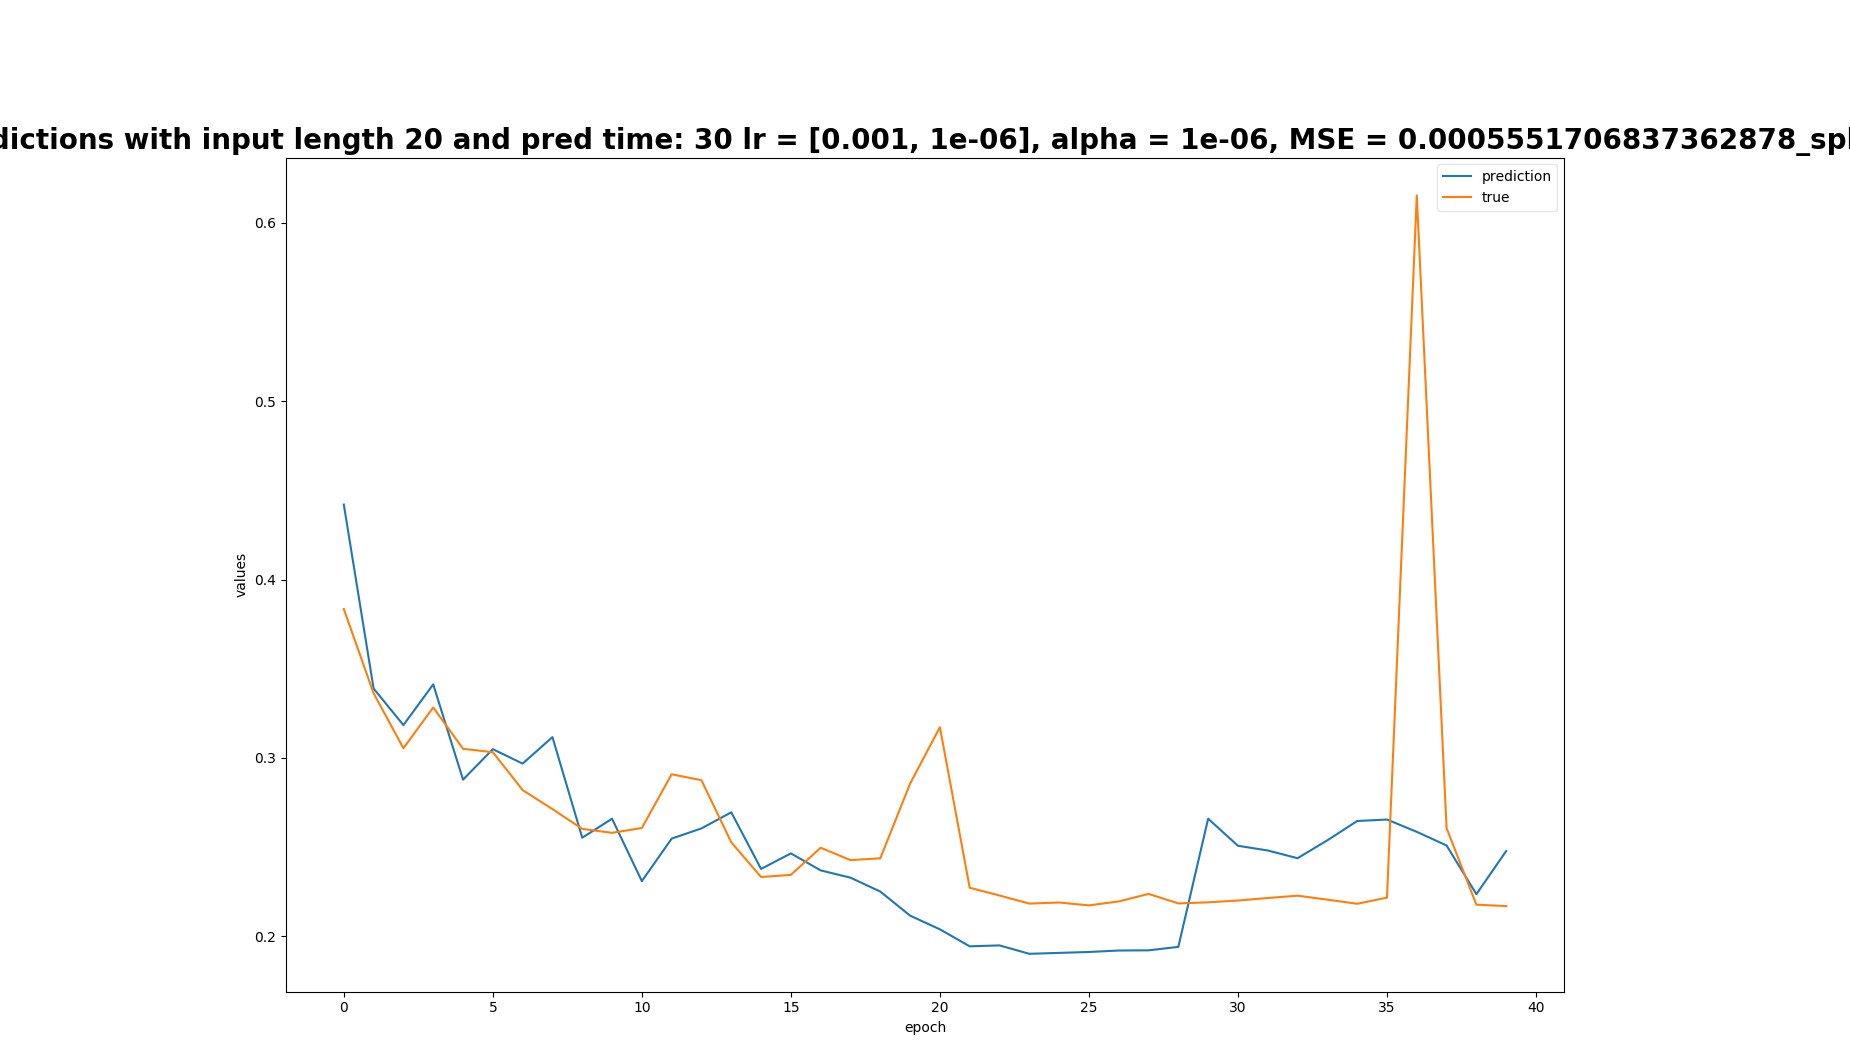 dictions with input length 20 and pred time: 30 lr = [0.001, 1e-06], alpha = 1e-06, MSE = 0.0005551706837362878_spl
prediction
true
0.6
0.5
0.4
0.3
0.2
values
0 5 10 15 20 25 30 35 40
epoch